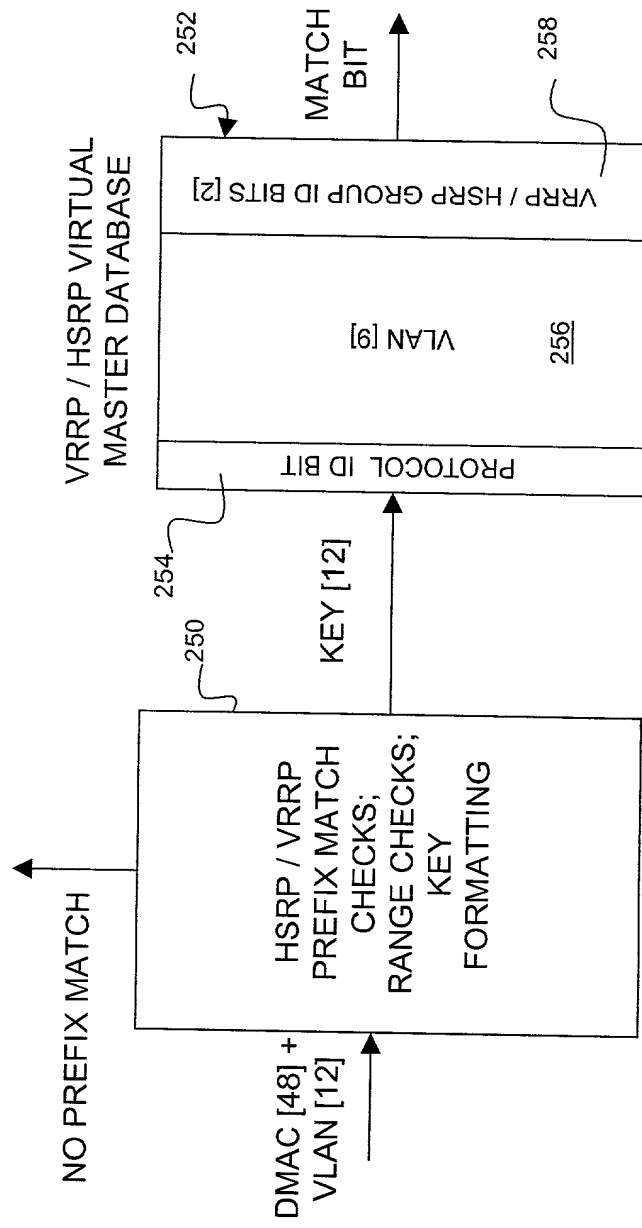 NO PREFIX MATCH
DMAC [48] +
VLAN [12]
250
HSRP / VRRP
PREFIX MATCH
CHECKS;
RANGE CHECKS;
KEY
FORMATTING
KEY [12]
VRRP / HSRP VIRTUAL
MASTER DATABASE
252
254
PROTOCOL ID BIT
VLAN [9]
256
VRRP / HSRP GROUP ID BITS [2]
258
MATCH
BIT